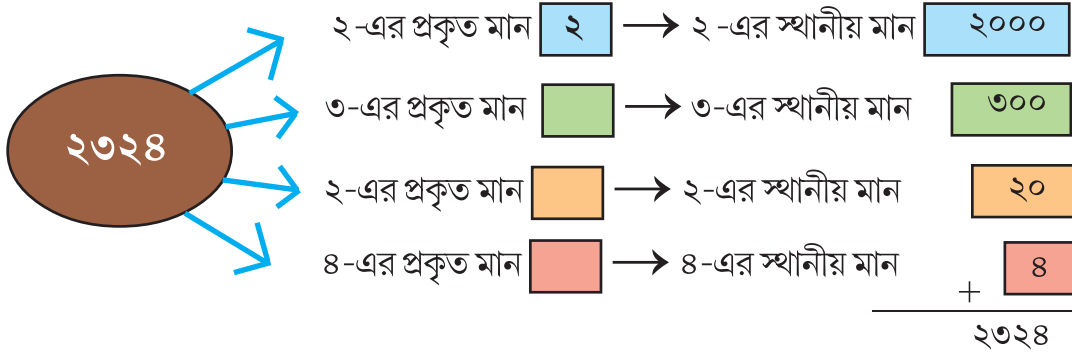 ২-এর প্রকৃত মান ২ → ২-এর স্থানীয় মান ২০০০
৩-এর প্রকৃত মান → ৩-এর স্থানীয় মান ৩০০
২৩২৪
২-এর প্রকৃত মান → ২-এর স্থানীয় মান ২০
৪-এর প্রকৃত মান → ৪-এর স্থানীয় মান ৪
+
২৩২৪